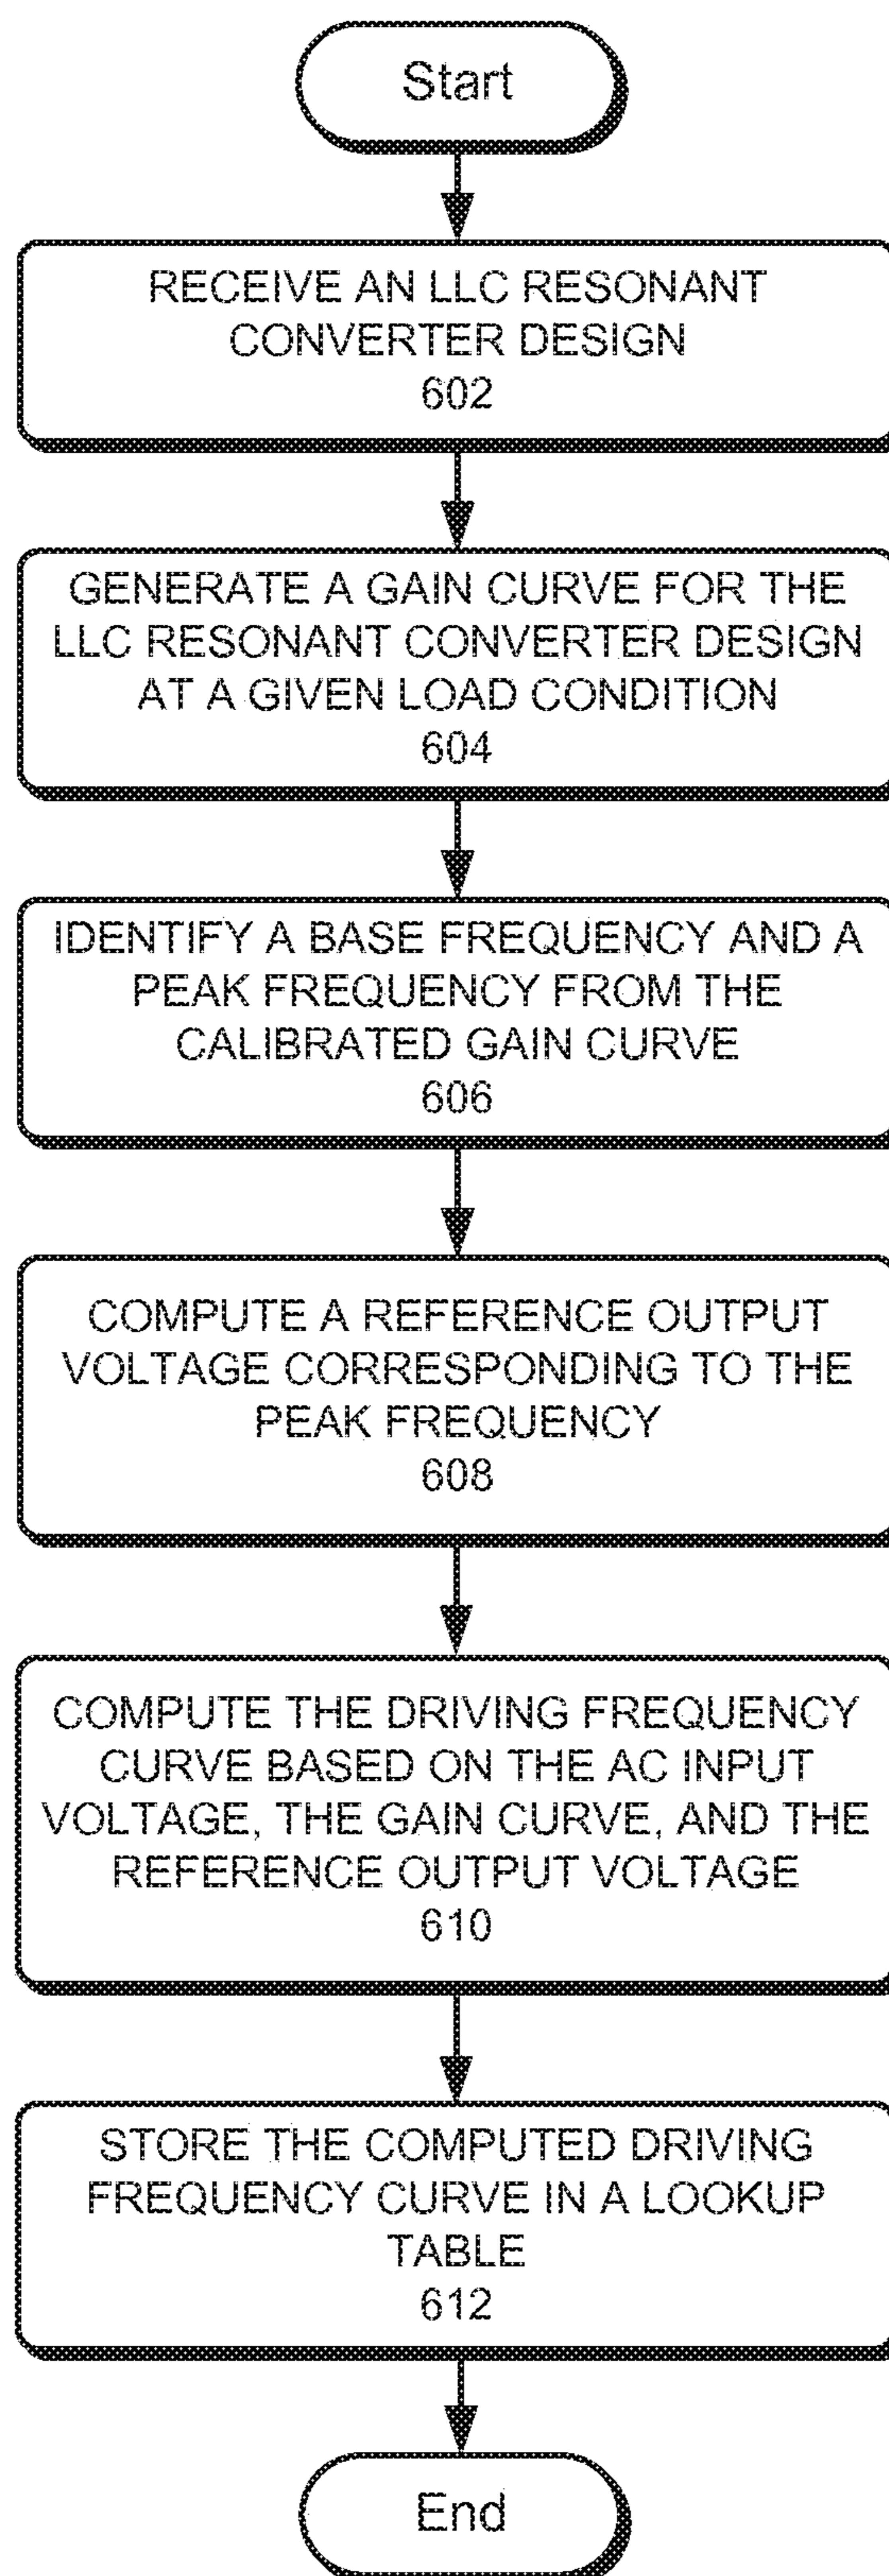 Start
RECEIVE AN LLC RESONANT
CONVERTER DESIGN
602
GENERATE A GAIN CURVE FOR THE
LLC RESONANT CONVERTER DESIGN
AT A GIVEN LOAD CONDITION
604
IDENTIFY A BASE FREQUENCY AND A
PEAK FREQUENCY FROM THE
CALIBRATED GAIN CURVE
606
COMPUTE A REFERENCE OUTPUT
VOLTAGE CORRESPONDING TO THE
PEAK FREQUENCY
608
COMPUTE THE DRIVING FREQUENCY
CURVE BASED ON THE AC INPUT
VOLTAGE, THE GAIN CURVE, AND THE
REFERENCE OUTPUT VOLTAGE
610
STORE THE COMPUTED DRIVING
FREQUENCY CURVE IN A LOOKUP
TABLE
612
End